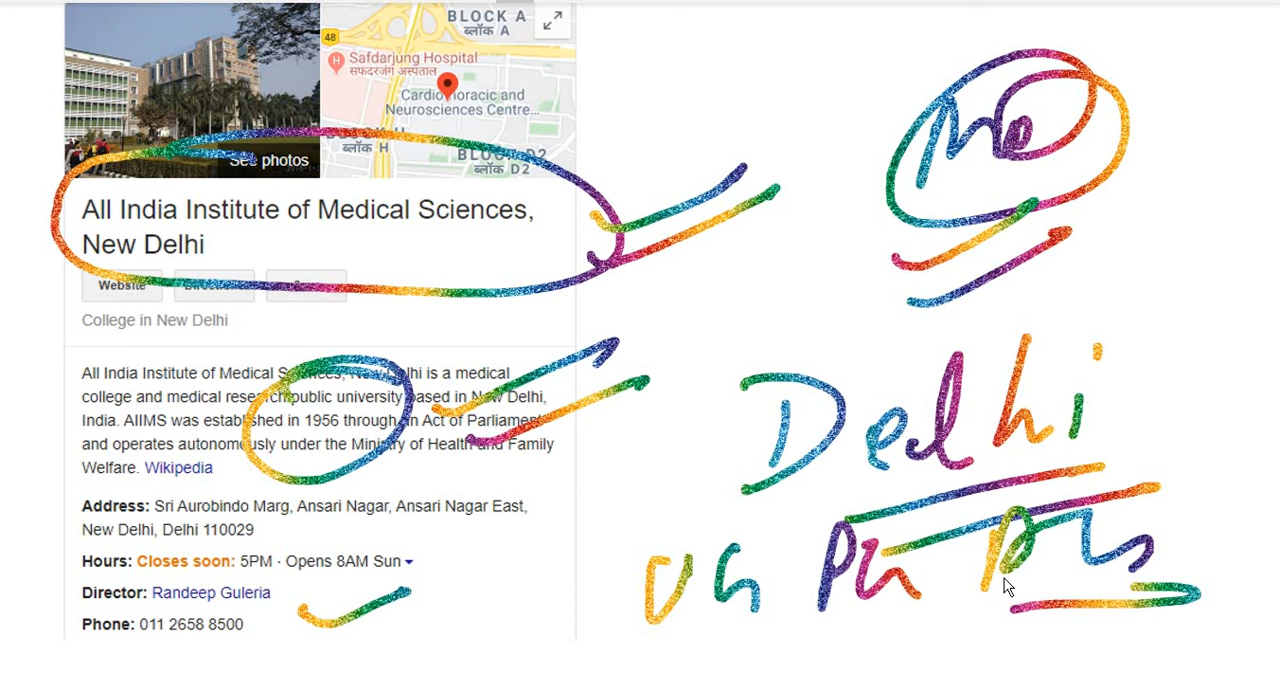 BLOCK A
ब्लॉक A
48
H Safdarjung Hospital
सफदरजंग अस्पताल
Cardiothoracic and
Neurosciences Centre...
ब्लॉक H
BLOCK D2
ब्लॉक D2
See photos
All India Institute of Medical Sciences,
New Delhi
Website
College in New Delhi
All India Institute of Medical Sciences, New Delhi is a medical
college and medical research public university based in New Delhi,
India. AIIMS was established in 1956 through an Act of Parliament
and operates autonomously under the Ministry of Health and Family
Welfare. Wikipedia
Address: Sri Aurobindo Marg, Ansari Nagar, Ansari Nagar East,
New Delhi, Delhi 110029
Hours: Closes soon: 5PM · Opens 8AM Sun
Director: Randeep Guleria
Phone: 011 2658 8500
Delhi
UG PG